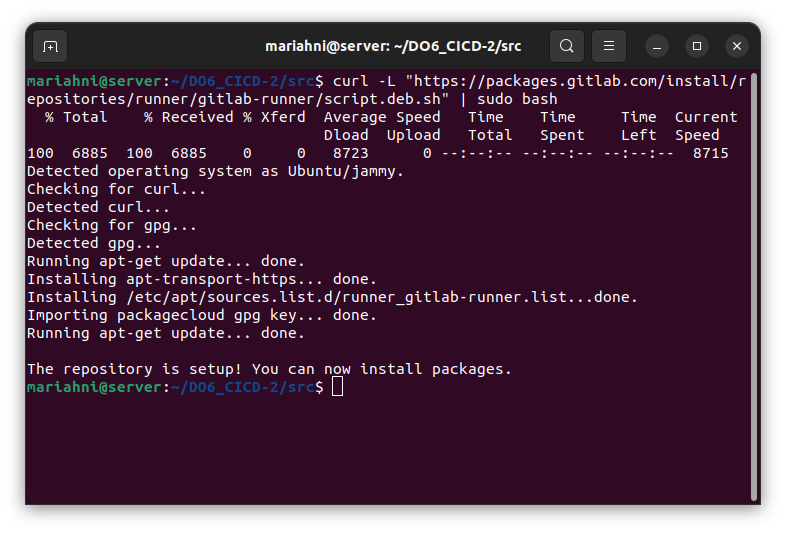 mariahni@server: ~/DO6_CICD-2/src
mariahni@server:~/DO6_CICD-2/src$ curl -L "https://packages.gitlab.com/install/r
epositories/runner/gitlab-runner/script.deb.sh" | sudo bash
  % Total    % Received % Xferd  Average Speed   Time    Time     Time  Current
                                 Dload  Upload   Total   Spent    Left  Speed
100  6885  100  6885    0     0   8723      0 --:--:-- --:--:-- --:--:--  8715
Detected operating system as Ubuntu/jammy.
Checking for curl...
Detected curl...
Checking for gpg...
Detected gpg...
Running apt-get update... done.
Installing apt-transport-https... done.
Installing /etc/apt/sources.list.d/runner_gitlab-runner.list...done.
Importing packagecloud gpg key... done.
Running apt-get update... done.

The repository is setup! You can now install packages.
mariahni@server:~/DO6_CICD-2/src$